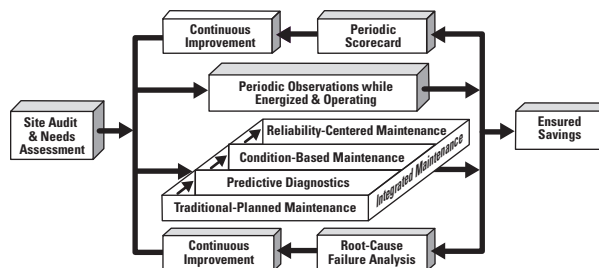 Continuous
Improvement
Periodic
Scorecard
Periodic Observations while
Energized & Operating
Site Audit
& Needs
Assessment
Ensured
Savings
Reliability-Centered Maintenance
Condition-Based Maintenance
Predictive Diagnostics
Traditional-Planned Maintenance
Integrated Maintenance
Continuous
Improvement
Root-Cause
Failure Analysis